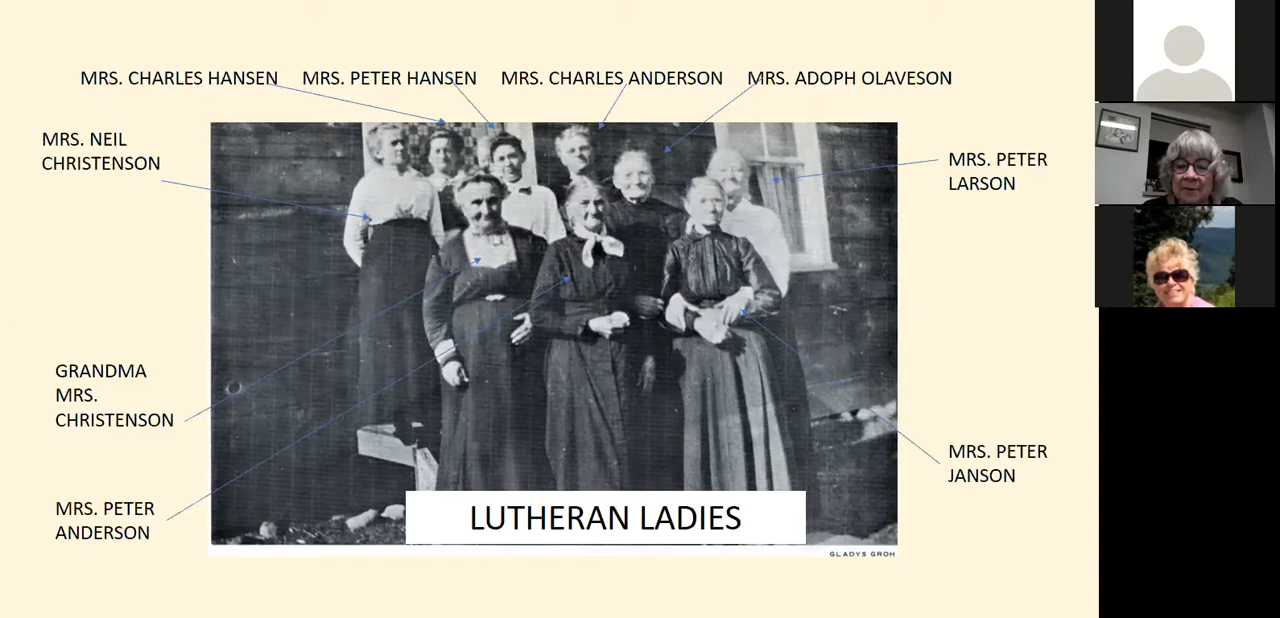 MRS. CHARLES HANSEN MRS. PETER HANSEN MRS. CHARLES ANDERSON MRS. ADOPH OLAVESON
MRS. NEIL
CHRISTENSON
MRS. PETER
LARSON
GRANDMA
MRS.
CHRISTENSON
MRS. PETER
JANSON
MRS. PETER
ANDERSON
LUTHERAN LADIES
GLADYS GROH